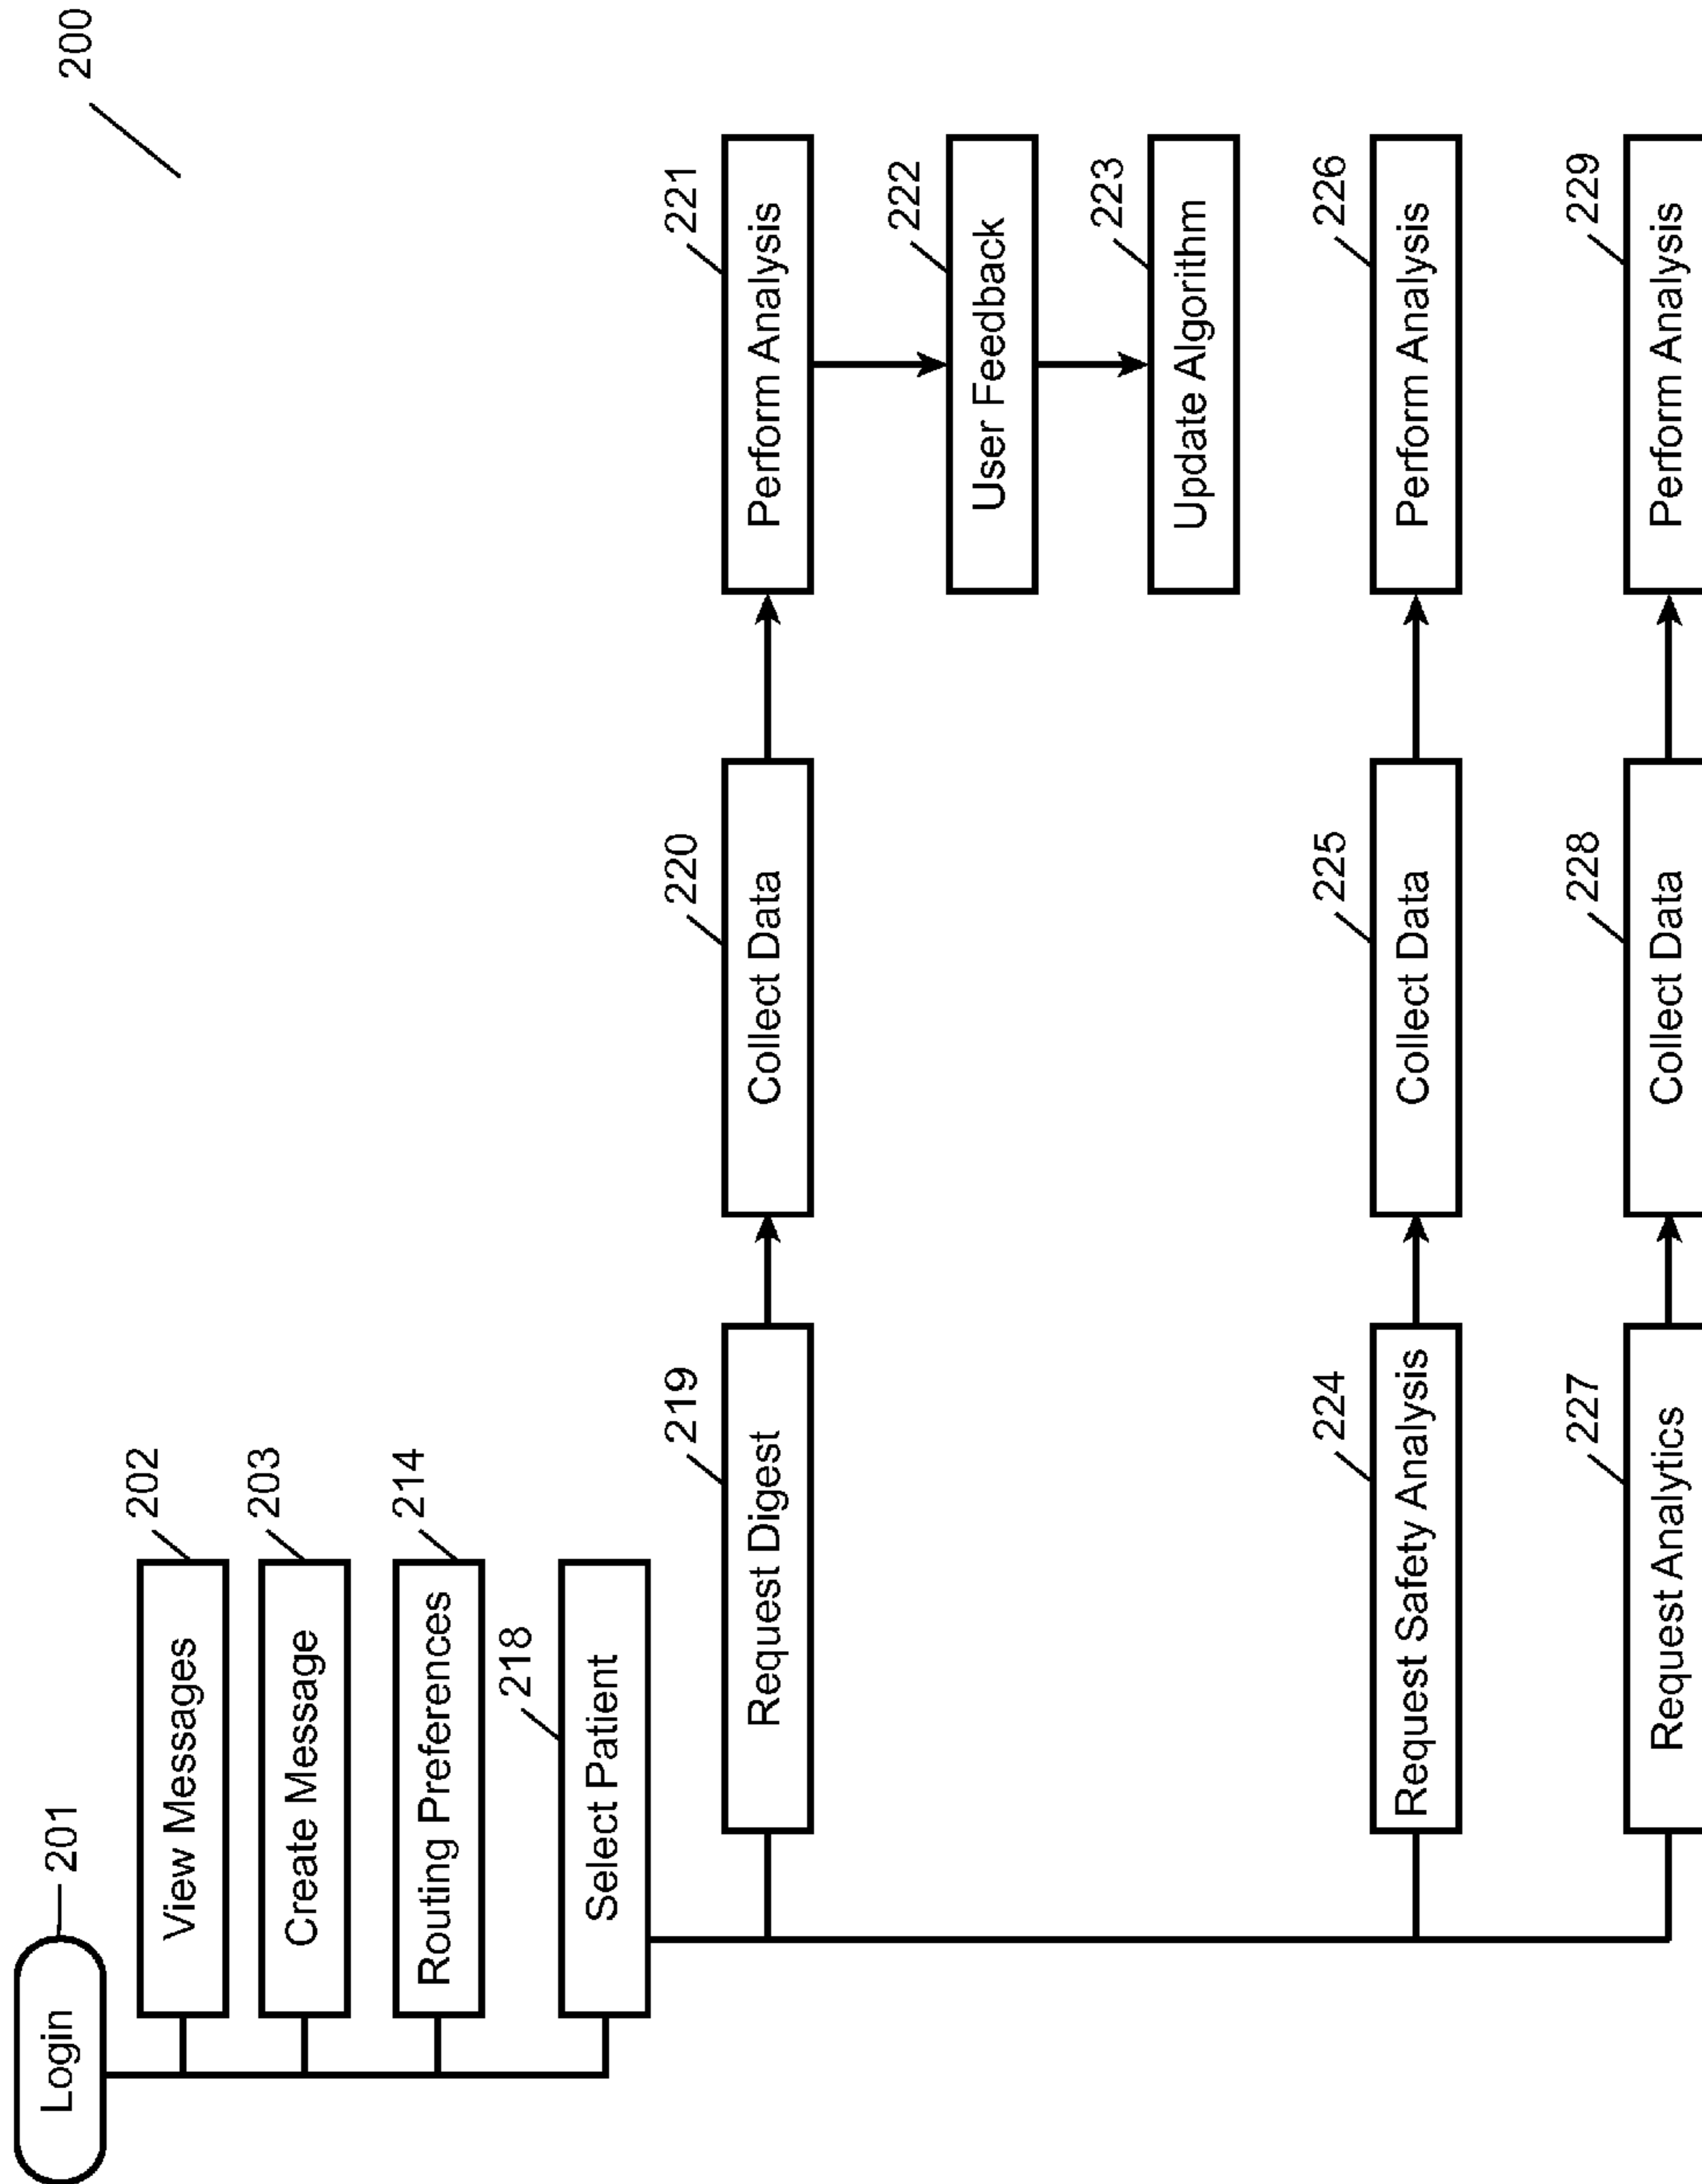 200
Login
201
View Messages
202
Create Message
203
Routing Preferences
214
Select Patient
218
Request Digest
219
Collect Data
220
Perform Analysis
221
User Feedback
222
Update Algorithm
223
Request Safety Analysis
224
Collect Data
225
Perform Analysis
226
Request Analytics
227
Collect Data
228
Perform Analysis
229